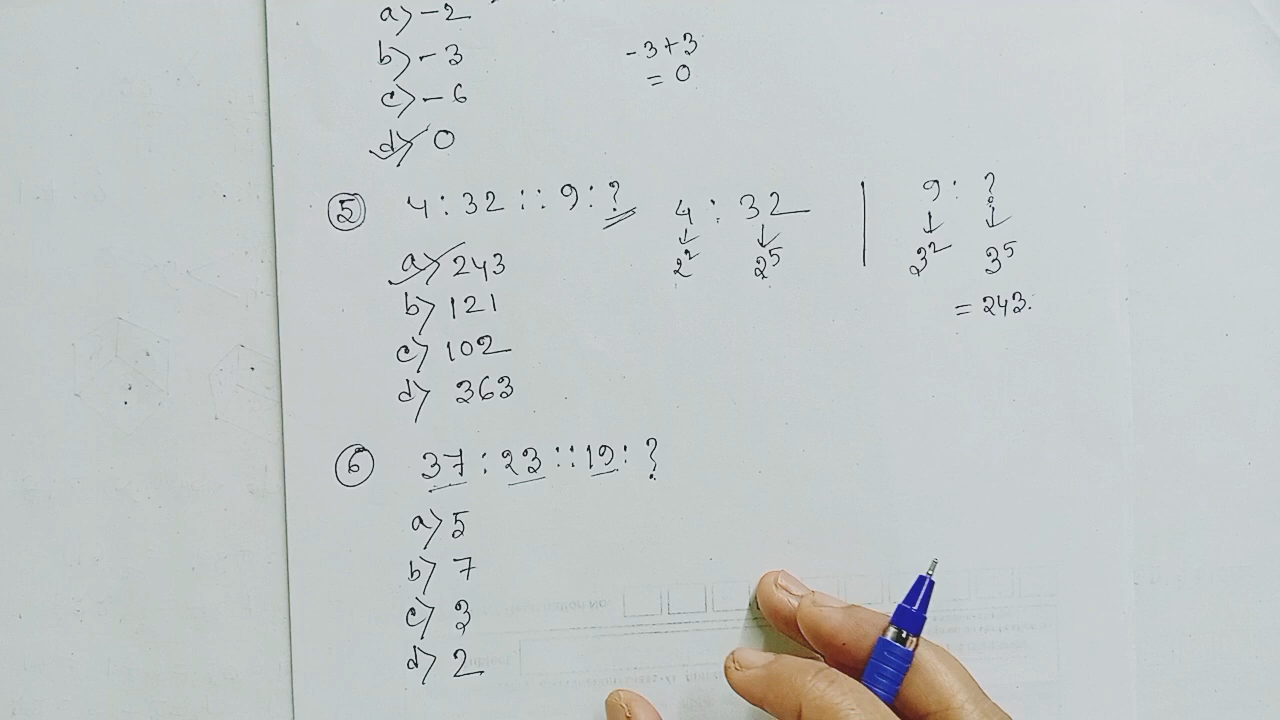 a) -2
b) -3
c) -6
d) 0
-3+3
= 0
(5) 4 : 32 :: 9 : ?
a) 243
b) 121
c) 102
d) 363
4 : 32
2² 2⁵
9 : ?
3² 3⁵
= 243.
(6) 37 : 23 :: 19 : ?
a) 5
b) 7
c) 3
d) 2